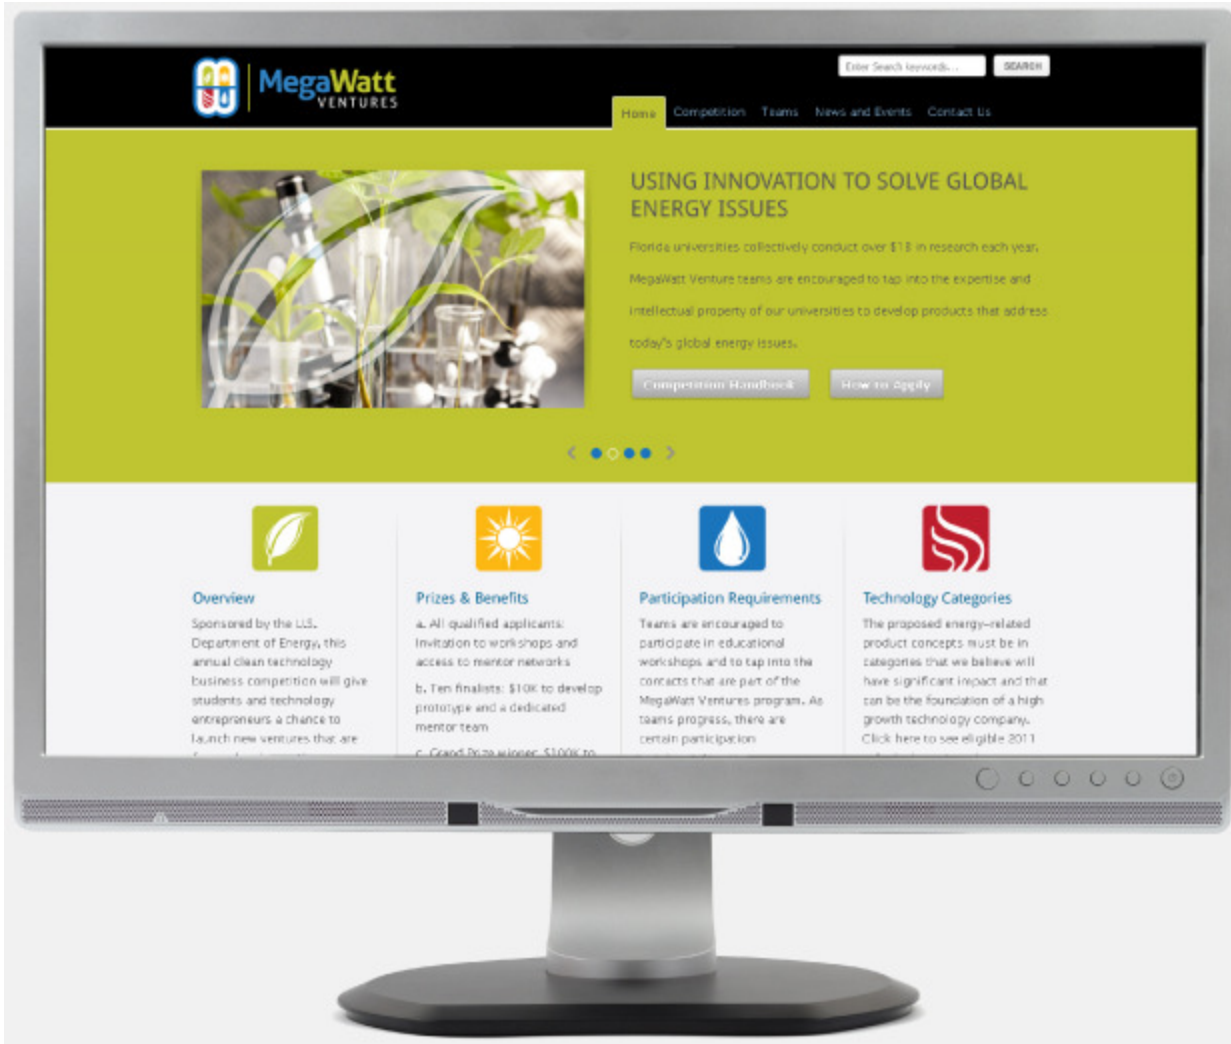 MegaWatt
VENTURES
Enter Search keywords...
SEARCH
Home
Competition
Teams
News and Events
Contact Us
USING INNOVATION TO SOLVE GLOBAL
ENERGY ISSUES
Florida universities collectively conduct over $1B in research each year.
MegaWatt Venture teams are encouraged to tap into the expertise and
intellectual property of our universities to develop products that address
today's global energy issues.
Competition Handbook
How to Apply
Overview
Sponsored by the U.S.
Department of Energy, this
annual clean technology
business competition will give
students and technology
entrepreneurs a chance to
launch new ventures that are
Prizes & Benefits
a. All qualified applicants:
Invitation to workshops and
access to mentor networks
b. Ten finalists: $10K to develop
prototype and a dedicated
mentor team
c. Grand Prize winner: $100K to
Participation Requirements
Teams are encouraged to
participate in educational
workshops and to tap into the
contacts that are part of the
MegaWatt Ventures program. As
teams progress, there are
certain participation
Technology Categories
The proposed energy-related
product concepts must be in
categories that we believe will
have significant impact and that
can be the foundation of a high
growth technology company.
Click here to see eligible 2011